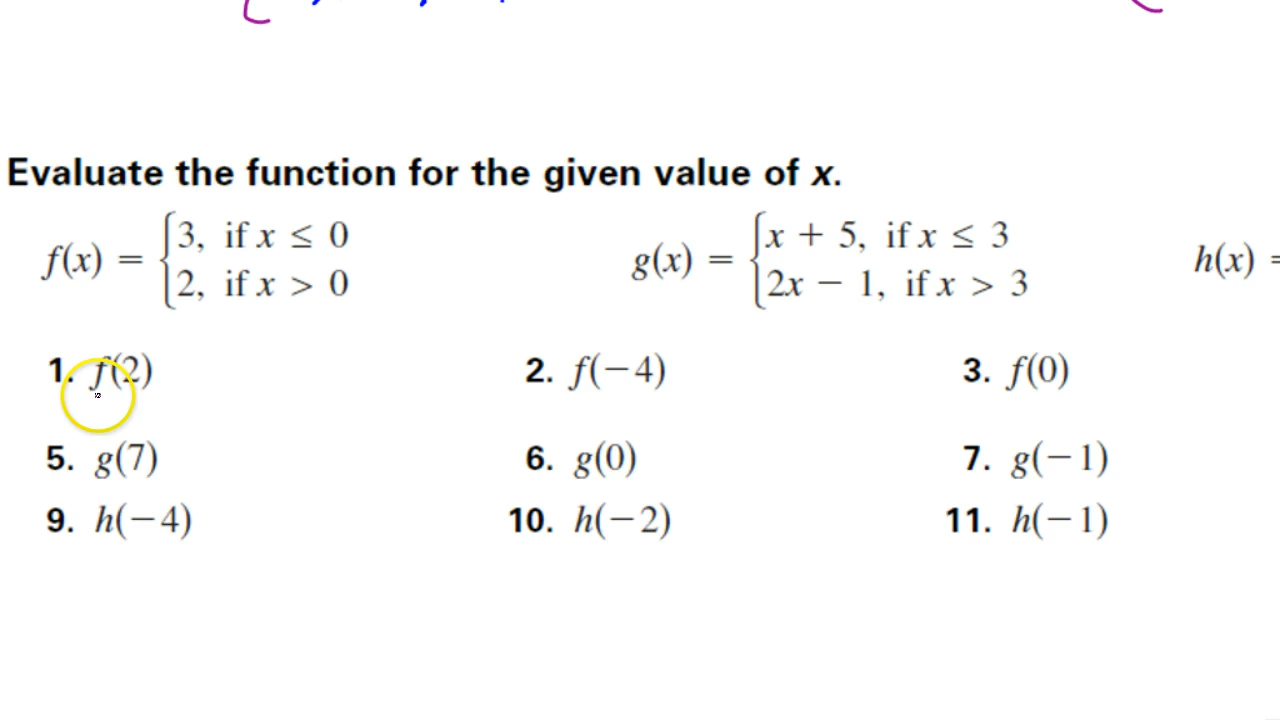 Evaluate the function for the given value of x.
f(x) = {3, if x ≤ 0
2, if x > 0
g(x) = {x + 5, if x ≤ 3
2x − 1, if x > 3
h(x) =
1. f(2) 2. f(−4) 3. f(0)
5. g(7) 6. g(0) 7. g(−1)
9. h(−4) 10. h(−2) 11. h(−1)